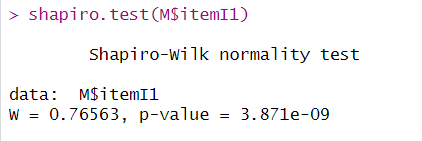 > shapiro.test(M$itemI1)
Shapiro-Wilk normality test
data:  M$itemI1
W = 0.76563, p-value = 3.871e-09